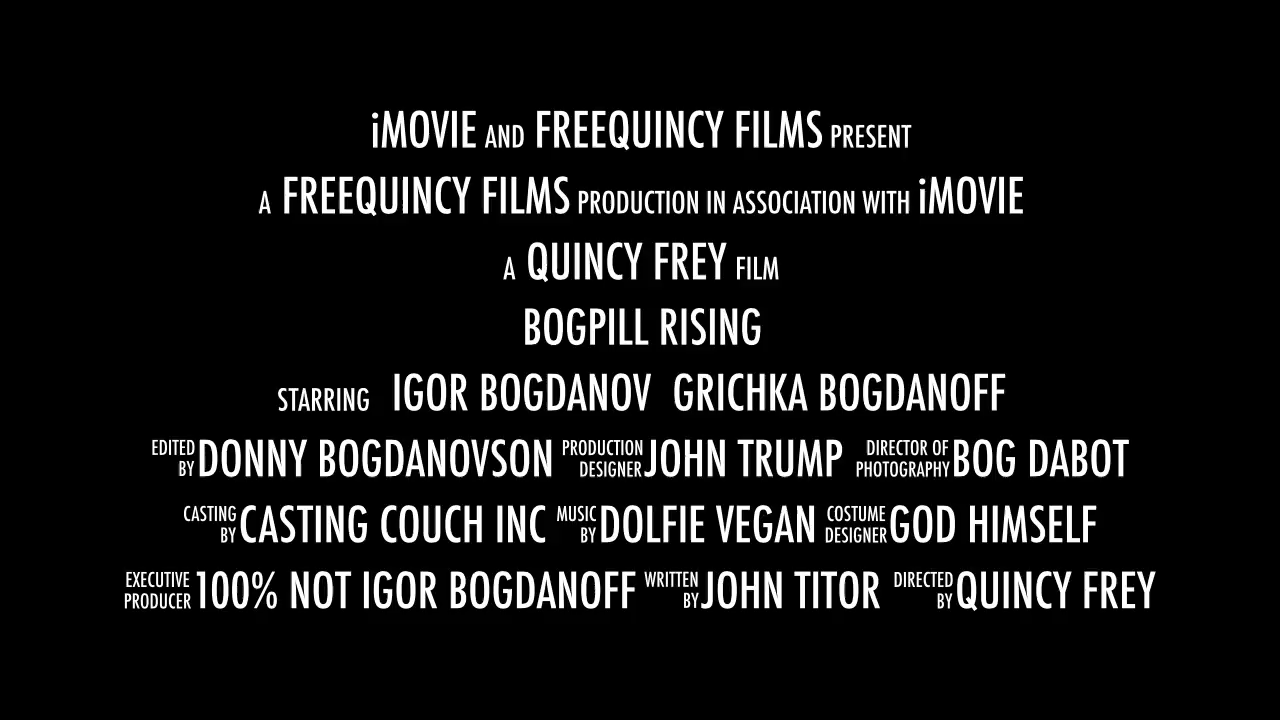 iMOVIE AND FREEQUINCY FILMS PRESENT
A FREEQUINCY FILMS PRODUCTION IN ASSOCIATION WITH iMOVIE
A QUINCY FREY FILM
BOGPILL RISING
STARRING IGOR BOGDANOV GRICHKA BOGDANOFF
EDITED BY DONNY BOGDANOVSON PRODUCTION DESIGNER JOHN TRUMP DIRECTOR OF PHOTOGRAPHY BOG DABOT
CASTING BY CASTING COUCH INC MUSIC BY DOLFIE VEGAN COSTUME DESIGNER GOD HIMSELF
EXECUTIVE PRODUCER 100% NOT IGOR BOGDANOFF WRITTEN BY JOHN TITOR DIRECTED BY QUINCY FREY